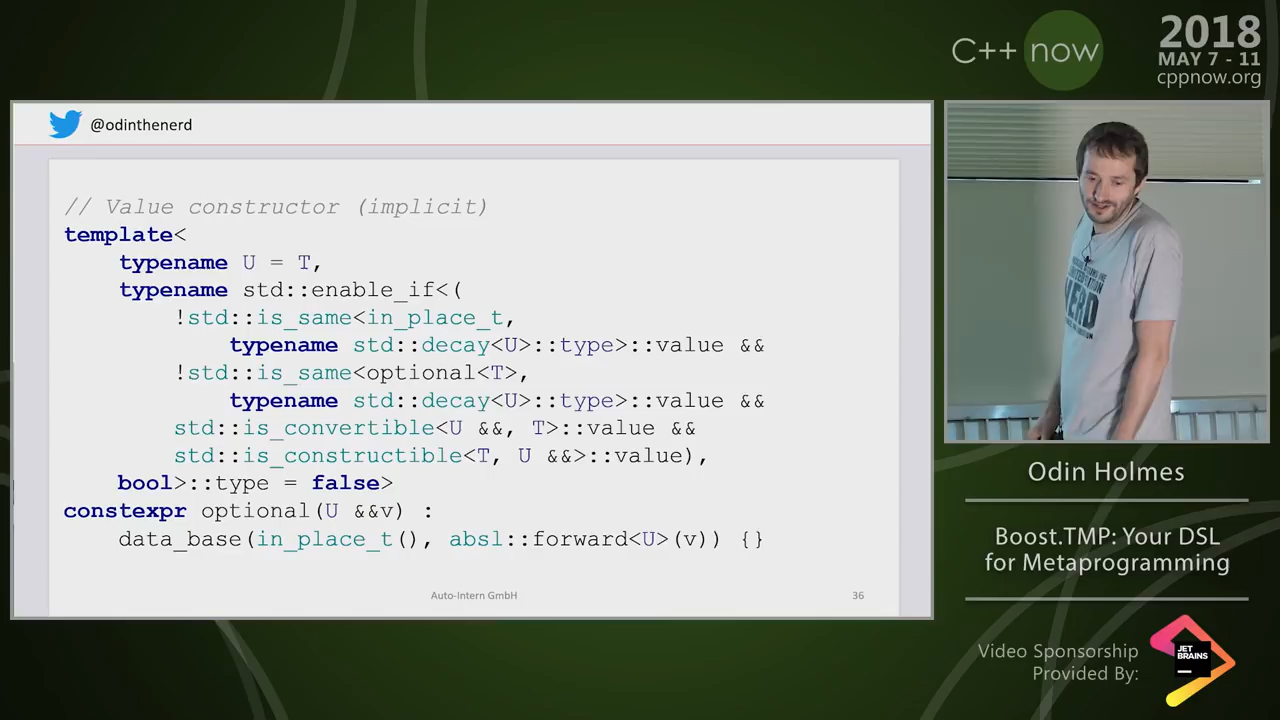 C++ now
2018
MAY 7 - 11
cppnow.org
@odinthenerd
// Value constructor (implicit)
template<
typename U = T,
typename std::enable_if<(
!std::is_same<in_place_t,
typename std::decay<U>::type>::value &&
!std::is_same<optional<T>,
typename std::decay<U>::type>::value &&
std::is_convertible<U &&, T>::value &&
std::is_constructible<T, U &&>::value),
bool>::type = false>
constexpr optional(U &&v) :
data_base(in_place_t(), absl::forward<U>(v)) {}
Auto-Intern GmbH
36
NERD
Odin Holmes
Boost.TMP: Your DSL
for Metaprogramming
Video Sponsorship
Provided By:
JET
BRAINS